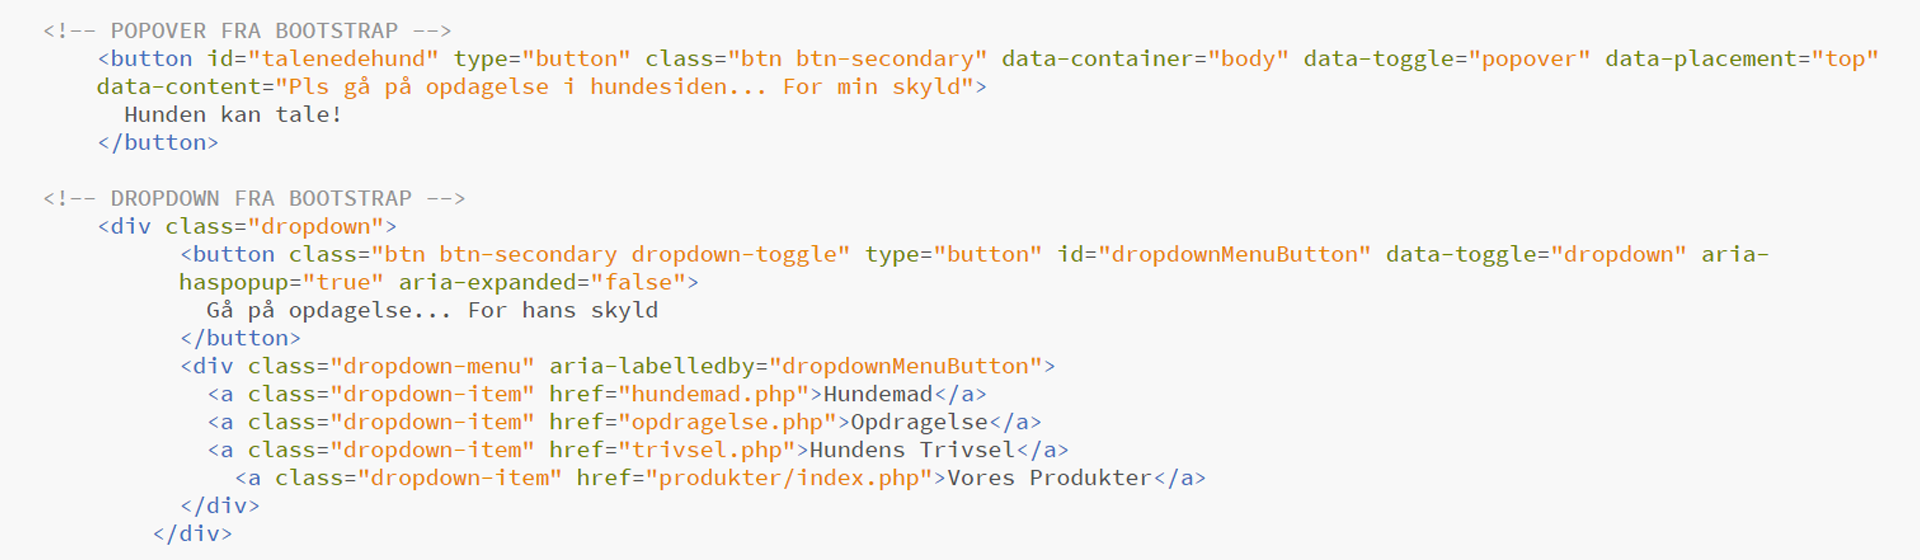 <!-- POPOVER FRA BOOTSTRAP -->
<button id="talenedehund" type="button" class="btn btn-secondary" data-container="body" data-toggle="popover" data-placement="top"
data-content="Pls gå på opdagelse i hundesiden... For min skyld">
Hunden kan tale!
</button>
<!-- DROPDOWN FRA BOOTSTRAP -->
<div class="dropdown">
<button class="btn btn-secondary dropdown-toggle" type="button" id="dropdownMenuButton" data-toggle="dropdown" aria-
haspopup="true" aria-expanded="false">
Gå på opdagelse... For hans skyld
</button>
<div class="dropdown-menu" aria-labelledby="dropdownMenuButton">
<a class="dropdown-item" href="hundemad.php">Hundemad</a>
<a class="dropdown-item" href="opdragelse.php">Opdragelse</a>
<a class="dropdown-item" href="trivsel.php">Hundens Trivsel</a>
<a class="dropdown-item" href="produkter/index.php">Vores Produkter</a>
</div>
</div>